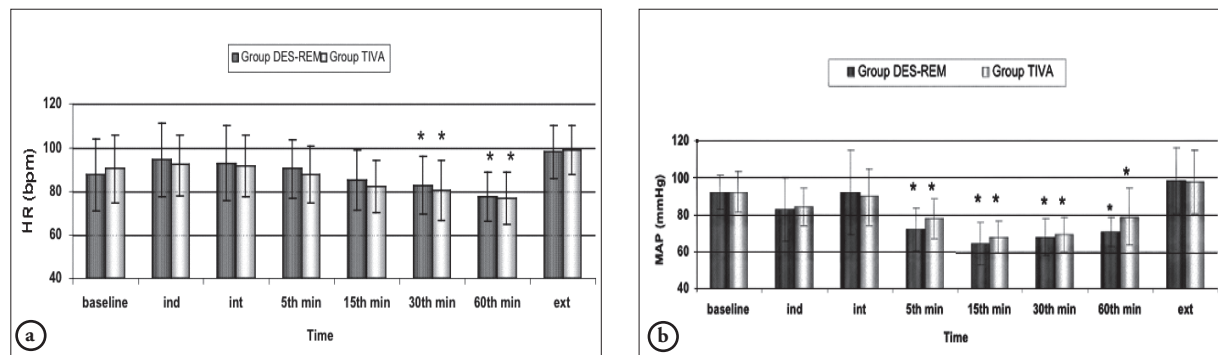 Group DES-REM Group TIVA
120
100
80
60
40
HR (bpm)
* * * *
baseline ind int 5th min 15th min 30th min 60th min ext
Time
a
Group DES-REM Group TIVA
120
100
80
60
40
MAP (mmHg)
* * * * * * * *
baseline ind int 5th min 15th min 30th min 60th min ext
Time
b